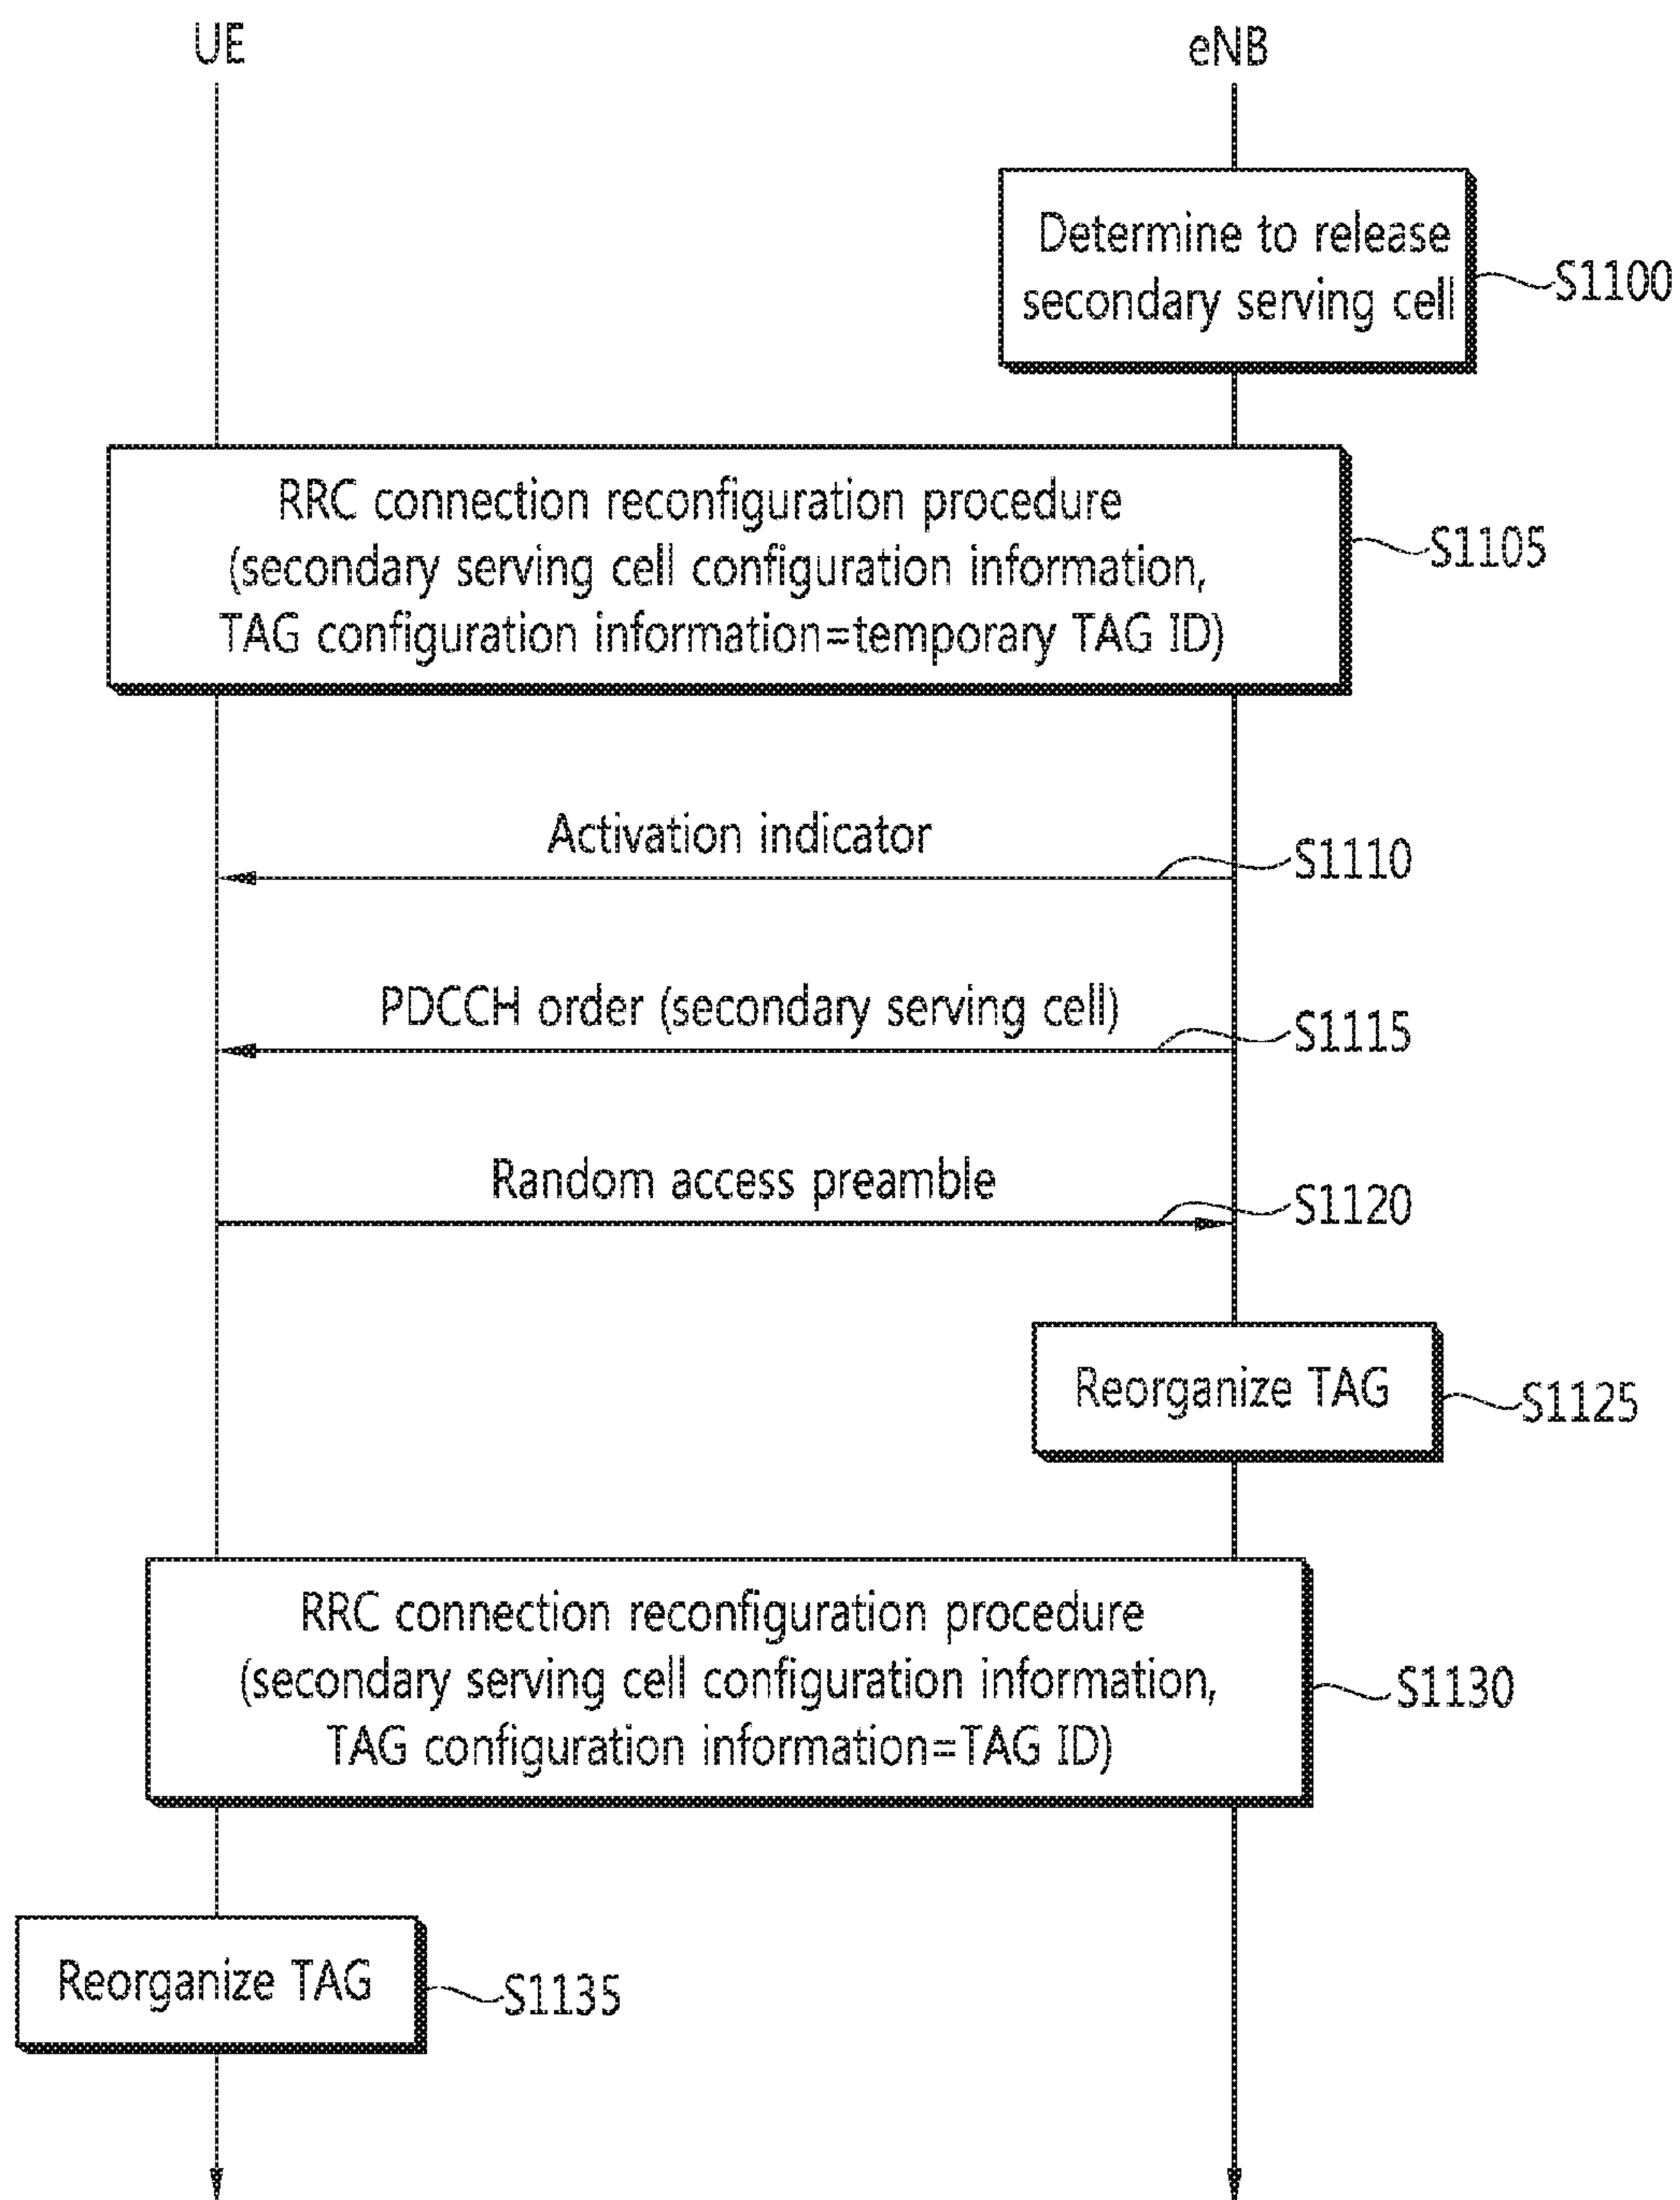 UE
eNB
Determine to release
secondary serving cell
S1100
RRC connection reconfiguration procedure
(secondary serving cell configuration information,
TAG configuration information=temporary TAG ID)
S1105
Activation indicator
S1110
PDCCH order (secondary serving cell)
S1115
Random access preamble
S1120
Reorganize TAG
S1125
RRC connection reconfiguration procedure
(secondary serving cell configuration information,
TAG configuration information=TAG ID)
S1130
Reorganize TAG
S1135